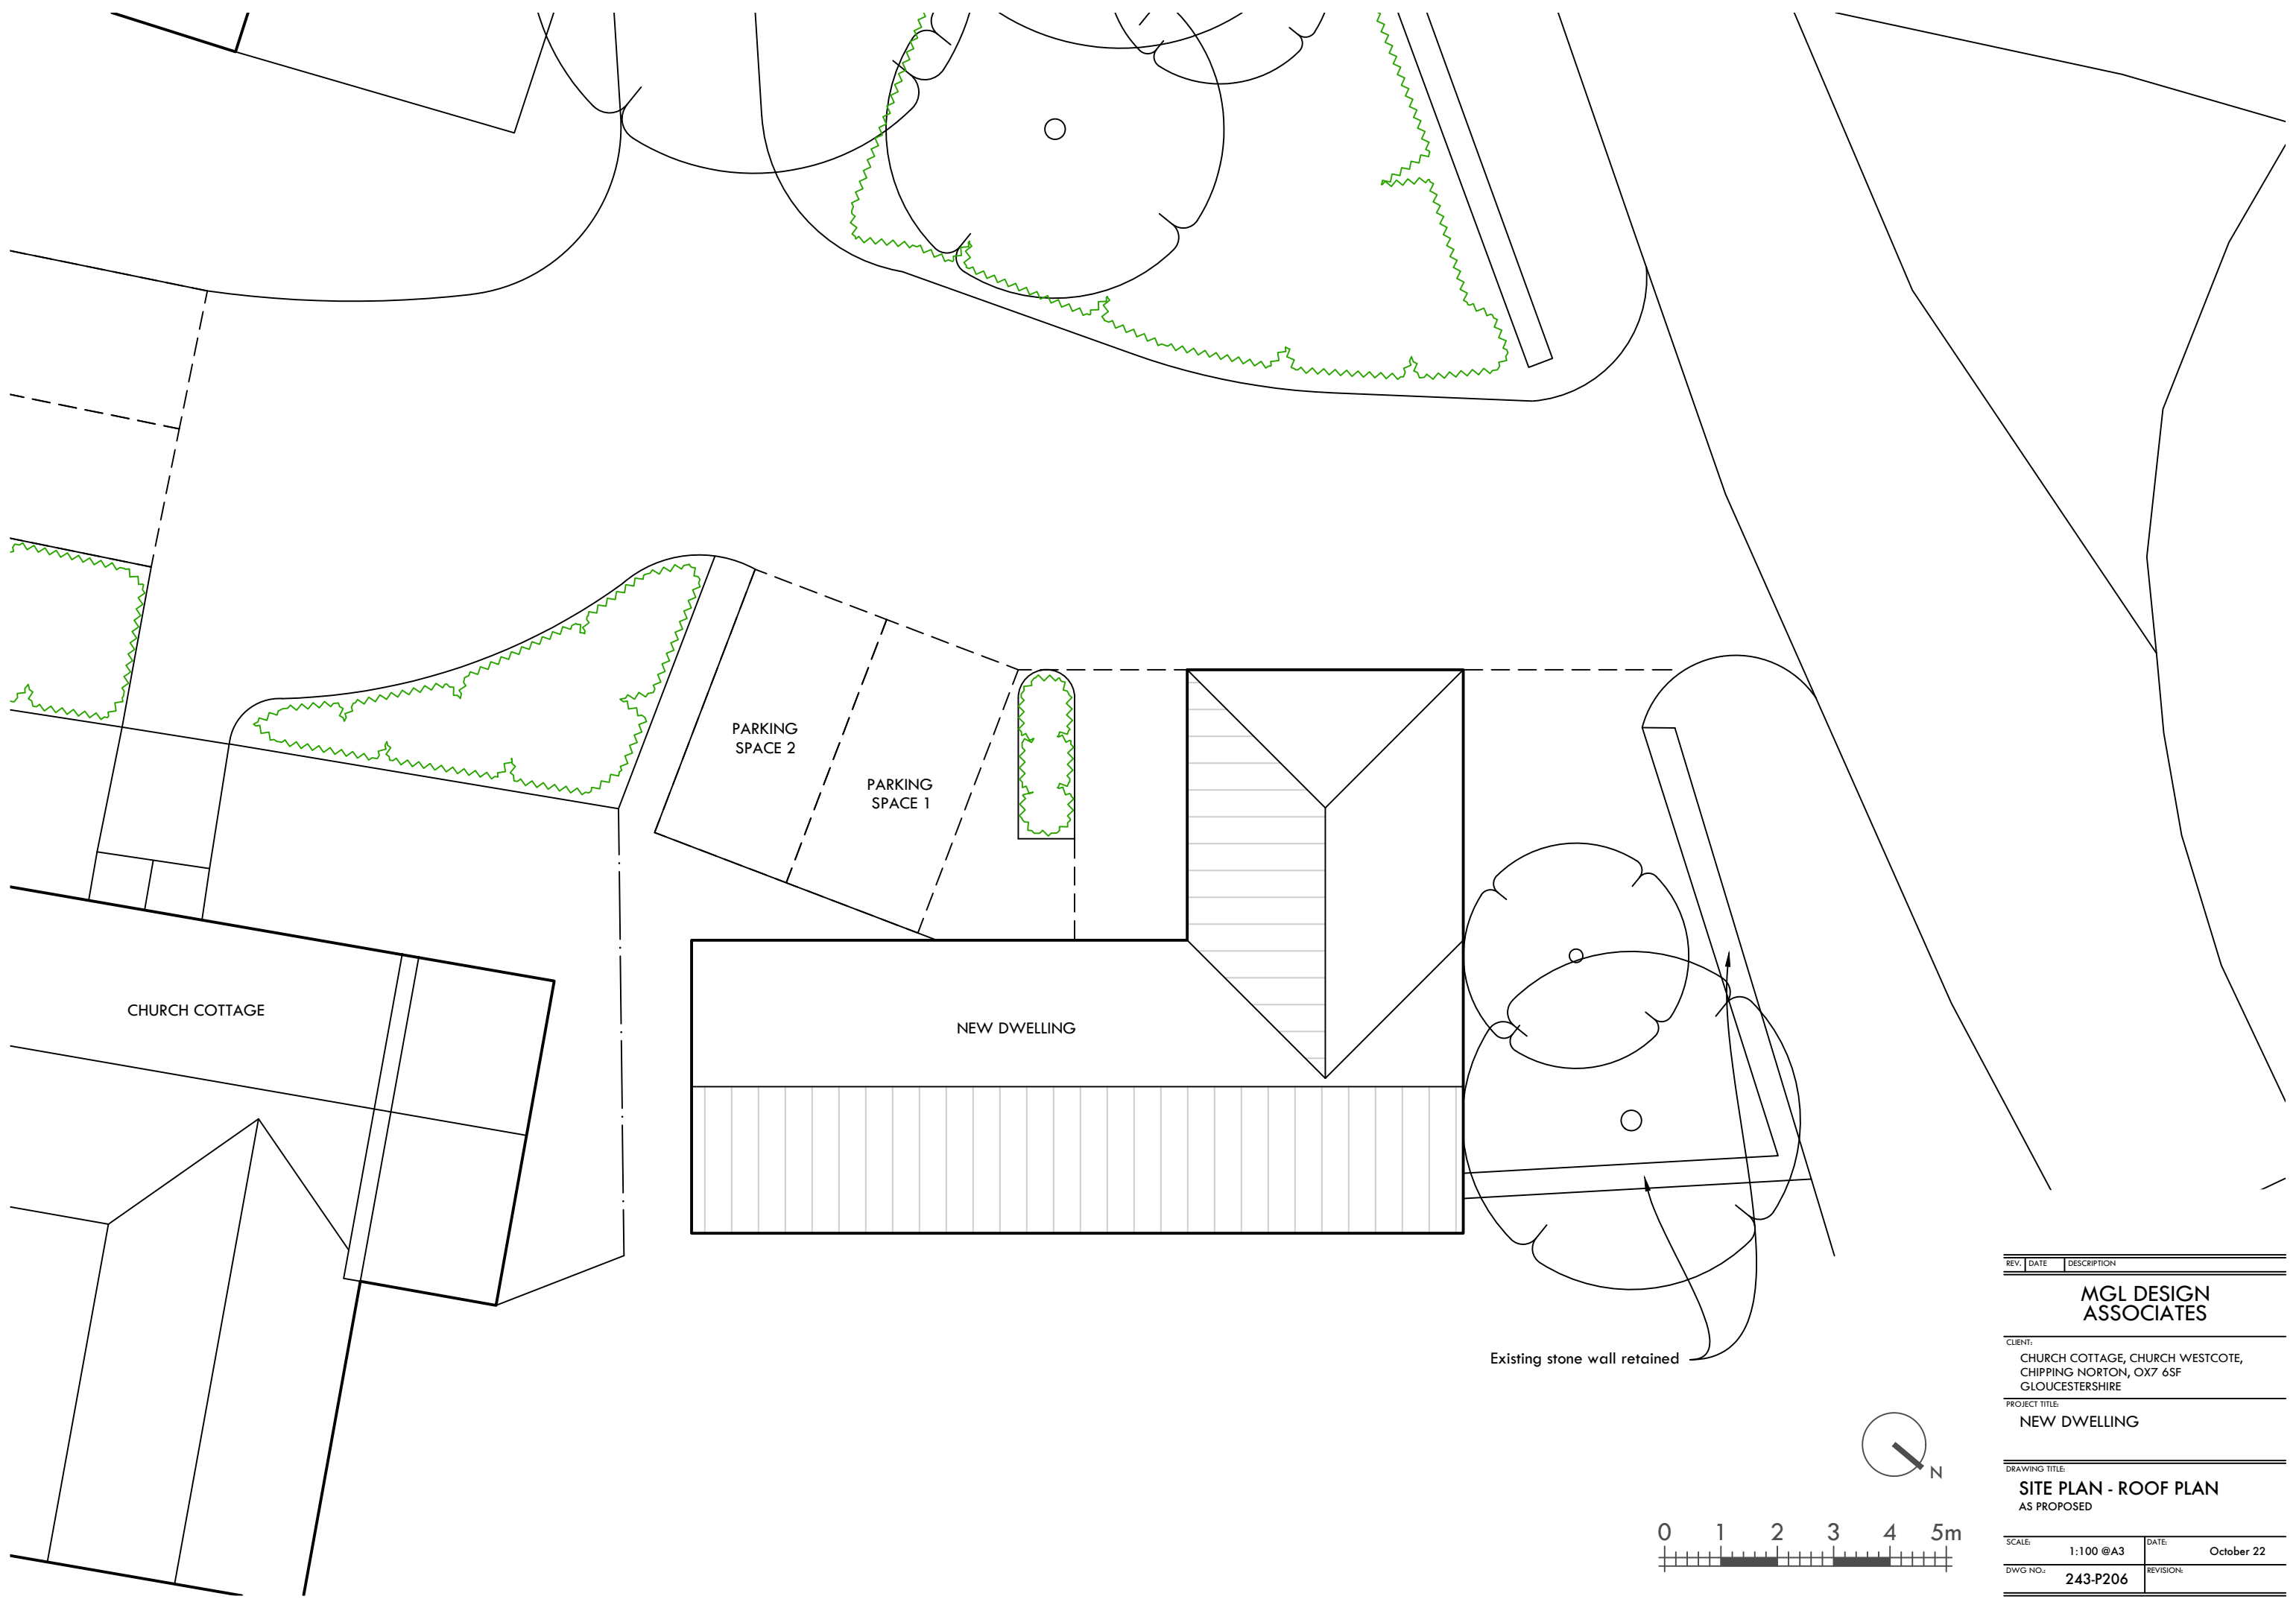 PARKING
SPACE 2
PARKING
SPACE 1
CHURCH COTTAGE
NEW DWELLING
Existing stone wall retained
N
0 1 2 3 4 5m
REV. DATE DESCRIPTION
MGL DESIGN
ASSOCIATES
CLIENT:
CHURCH COTTAGE, CHURCH WESTCOTE,
CHIPPING NORTON, OX7 6SF
GLOUCESTERSHIRE
PROJECT TITLE:
NEW DWELLING
DRAWING TITLE:
SITE PLAN - ROOF PLAN
AS PROPOSED
SCALE: 1:100 @A3 DATE: October 22
DWG NO.: 243-P206 REVISION: